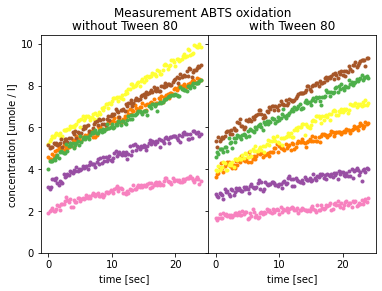 Measurement ABTS oxidation
without Tween 80
with Tween 80
concentration [umole / l]
10
8
6
4
2
0
0
10
20
0
10
20
time [sec]
time [sec]